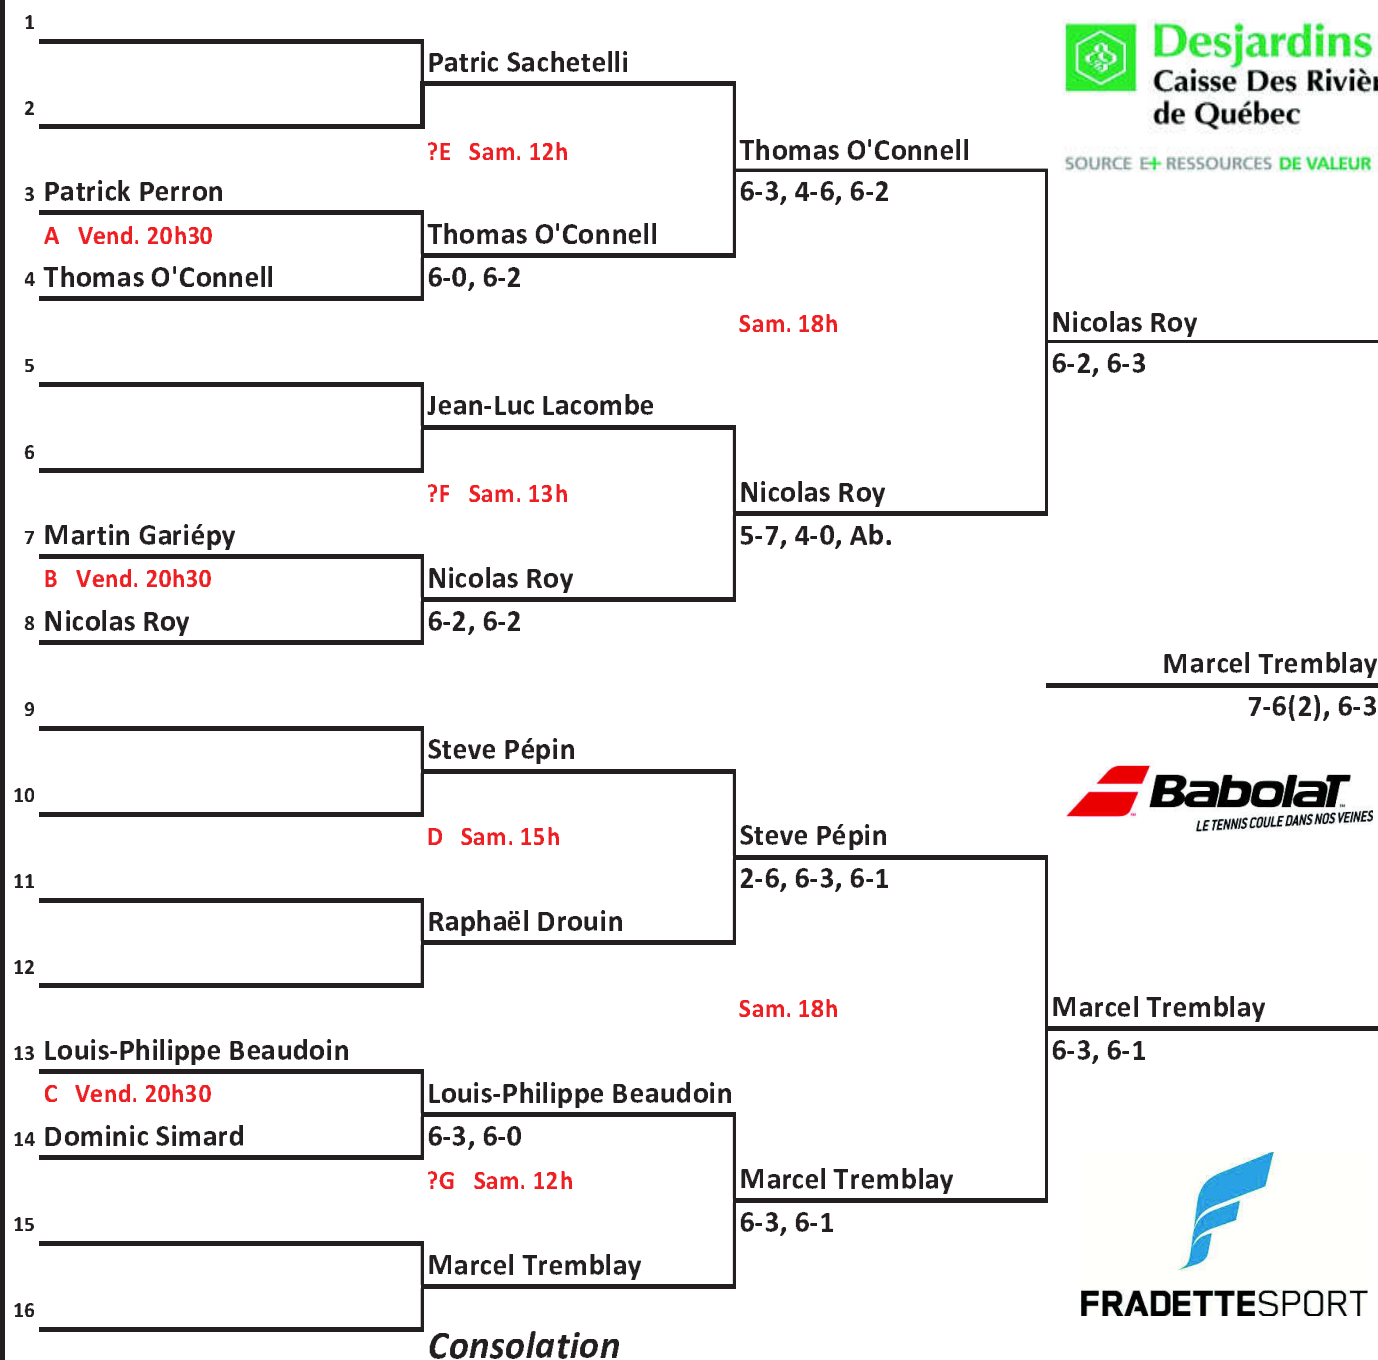 1
Desjardins
Patric Sachetelli
Caisse Des Rivièr
2
de Québec
?E Sam. 12h
Thomas O'Connell
SOURCE E+ RESSOURCES DE VALEUR
3 Patrick Perron
6-3, 4-6, 6-2
A Vend. 20h30
Thomas O'Connell
4 Thomas O'Connell
6-0, 6-2
Sam. 18h
Nicolas Roy
5
6-2, 6-3
Jean-Luc Lacombe
6
?F Sam. 13h
Nicolas Roy
7 Martin Gariépy
5-7, 4-0, Ab.
B Vend. 20h30
Nicolas Roy
8 Nicolas Roy
6-2, 6-2
Marcel Tremblay
9
7-6(2), 6-3
Steve Pépin
10
Babolat
LE TENNIS COULE DANS NOS VEINES
D Sam. 15h
Steve Pépin
11
2-6, 6-3, 6-1
Raphaël Drouin
12
Sam. 18h
Marcel Tremblay
13 Louis-Philippe Beaudoin
6-3, 6-1
C Vend. 20h30
Louis-Philippe Beaudoin
14 Dominic Simard
6-3, 6-0
?G Sam. 12h
Marcel Tremblay
15
6-3, 6-1
Marcel Tremblay
16
FRADETTESPORT
Consolation